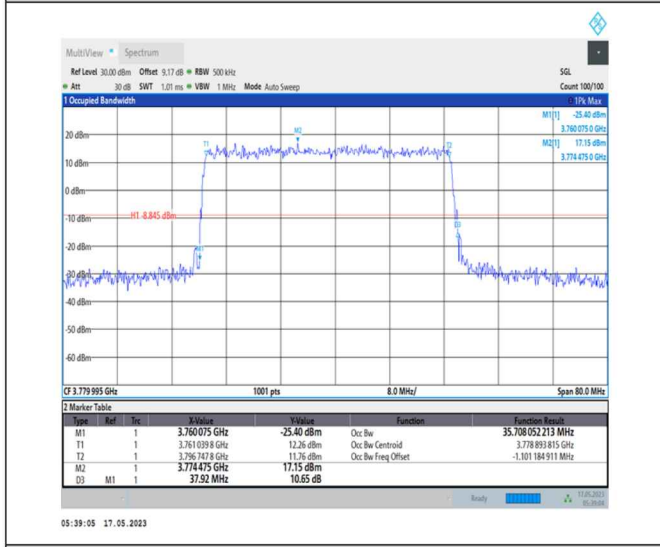 MultiView Spectrum
Ref Level 30.00 dBm Offset 9.17 dB RBW 500 kHz SGL
Att 30 dB SWT 1.01 ms VBW 1 MHz Mode Auto Sweep Count 100/100
1 Occupied Bandwidth 1Pk Max
M1[1] -25.40 dBm
3.760 075 0 GHz
M2[1] 17.15 dBm
3.774 475 0 GHz
M2
20 dBm
T1 T2
10 dBm
0 dBm
H1 -8.845 dBm
-10 dBm
D3
-20 dBm
M1
-30 dBm
-40 dBm
-50 dBm
-60 dBm
CF 3.779 995 GHz 1001 pts 8.0 MHz/ Span 80.0 MHz
2 Marker Table
Type Ref Trc X-Value Y-Value Function Function Result
M1 1 3.760 075 GHz -25.40 dBm Occ Bw 35.708 052 213 MHz
T1 1 3.761 039 8 GHz 12.26 dBm Occ Bw Centroid 3.778 893 815 GHz
T2 1 3.796 747 8 GHz 11.76 dBm Occ Bw Freq Offset -1.101 184 911 MHz
M2 1 3.774 475 GHz 17.15 dBm
D3 M1 1 37.92 MHz 10.65 dB
Ready 17.05.2023
05:39:04
05:39:05 17.05.2023